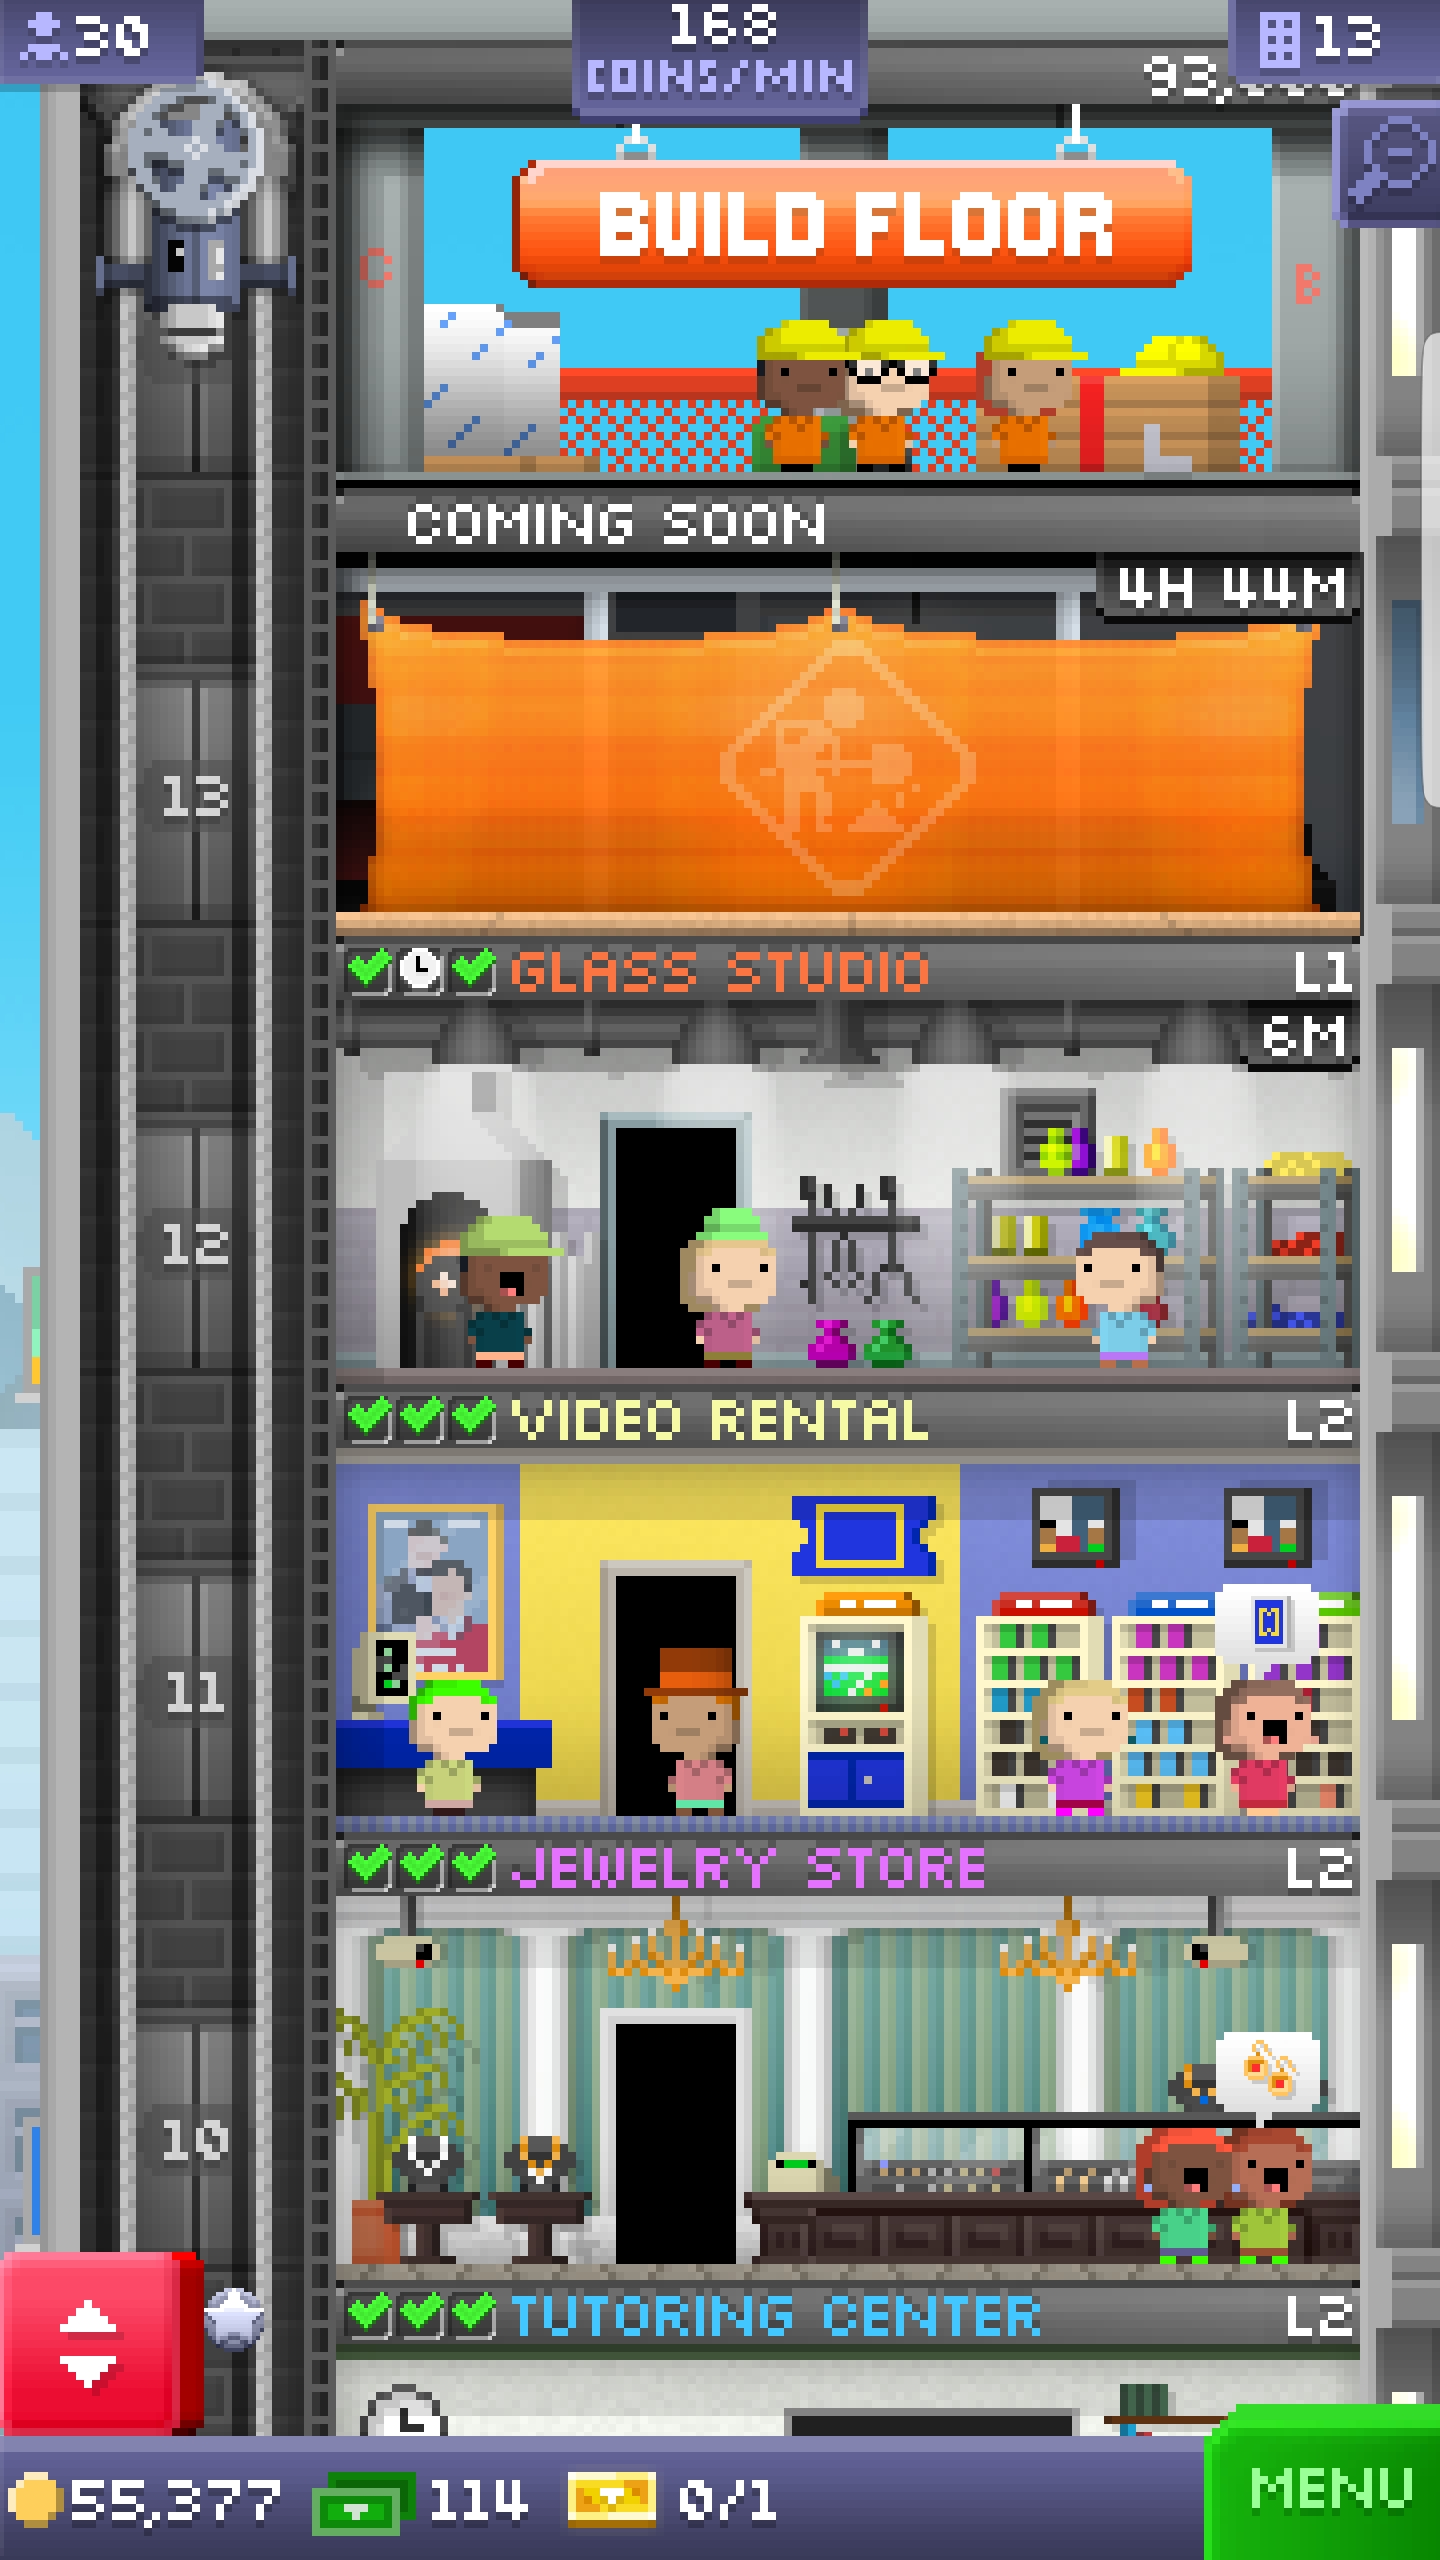 30
168
COINS/MIN
13
93,
C
BUILD FLOOR
B
COMING SOON
4H 44M
13
GLASS STUDIO
L1
6M
12
VIDEO RENTAL
L2
11
JEWELRY STORE
L2
10
TUTORING CENTER
L2
55,377
114
0/1
MENU